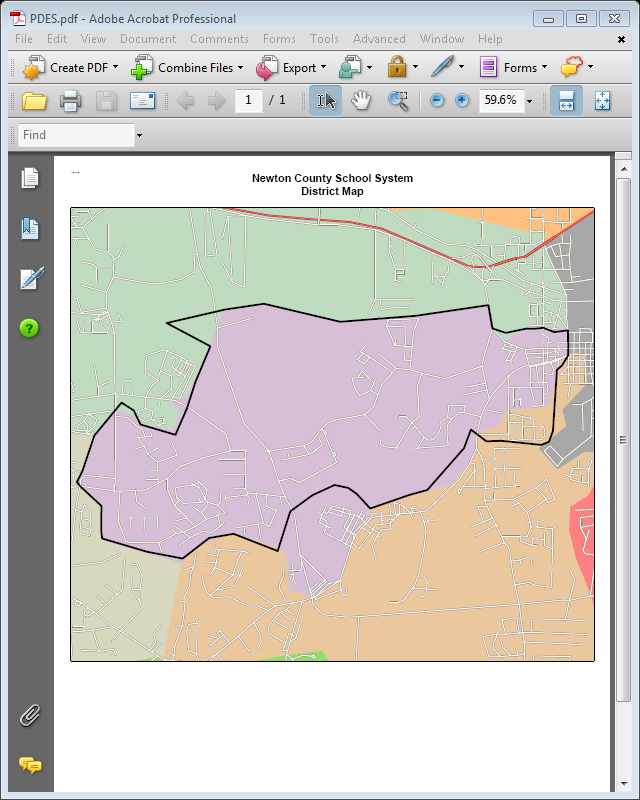 PDES.pdf - Adobe Acrobat Professional
File Edit View Document Comments Forms Tools Advanced Window Help
Create PDF Combine Files Export Forms
1 / 1 59.6%
Find
Newton County School System
District Map